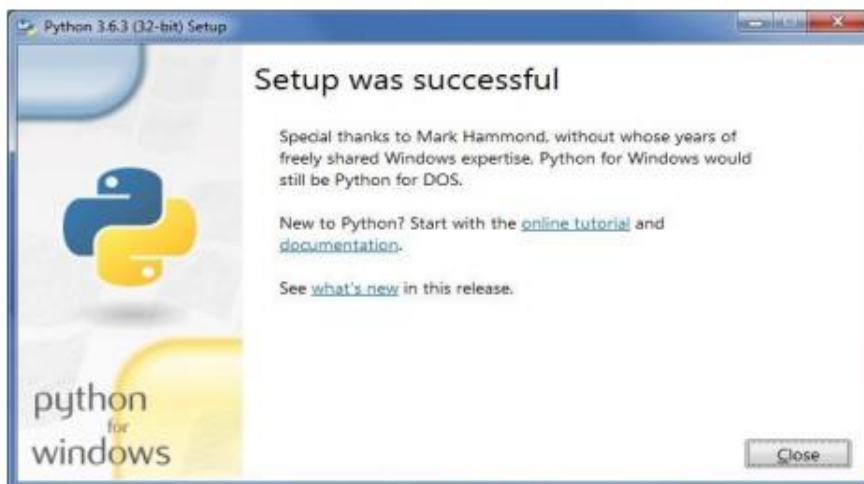 Python 3.6.3 (32-bit) Setup
Setup was successful
Special thanks to Mark Hammond, without whose years of
freely shared Windows expertise, Python for Windows would
still be Python for DOS.
New to Python? Start with the online tutorial and
documentation.
See what's new in this release.
python
for
windows
Close